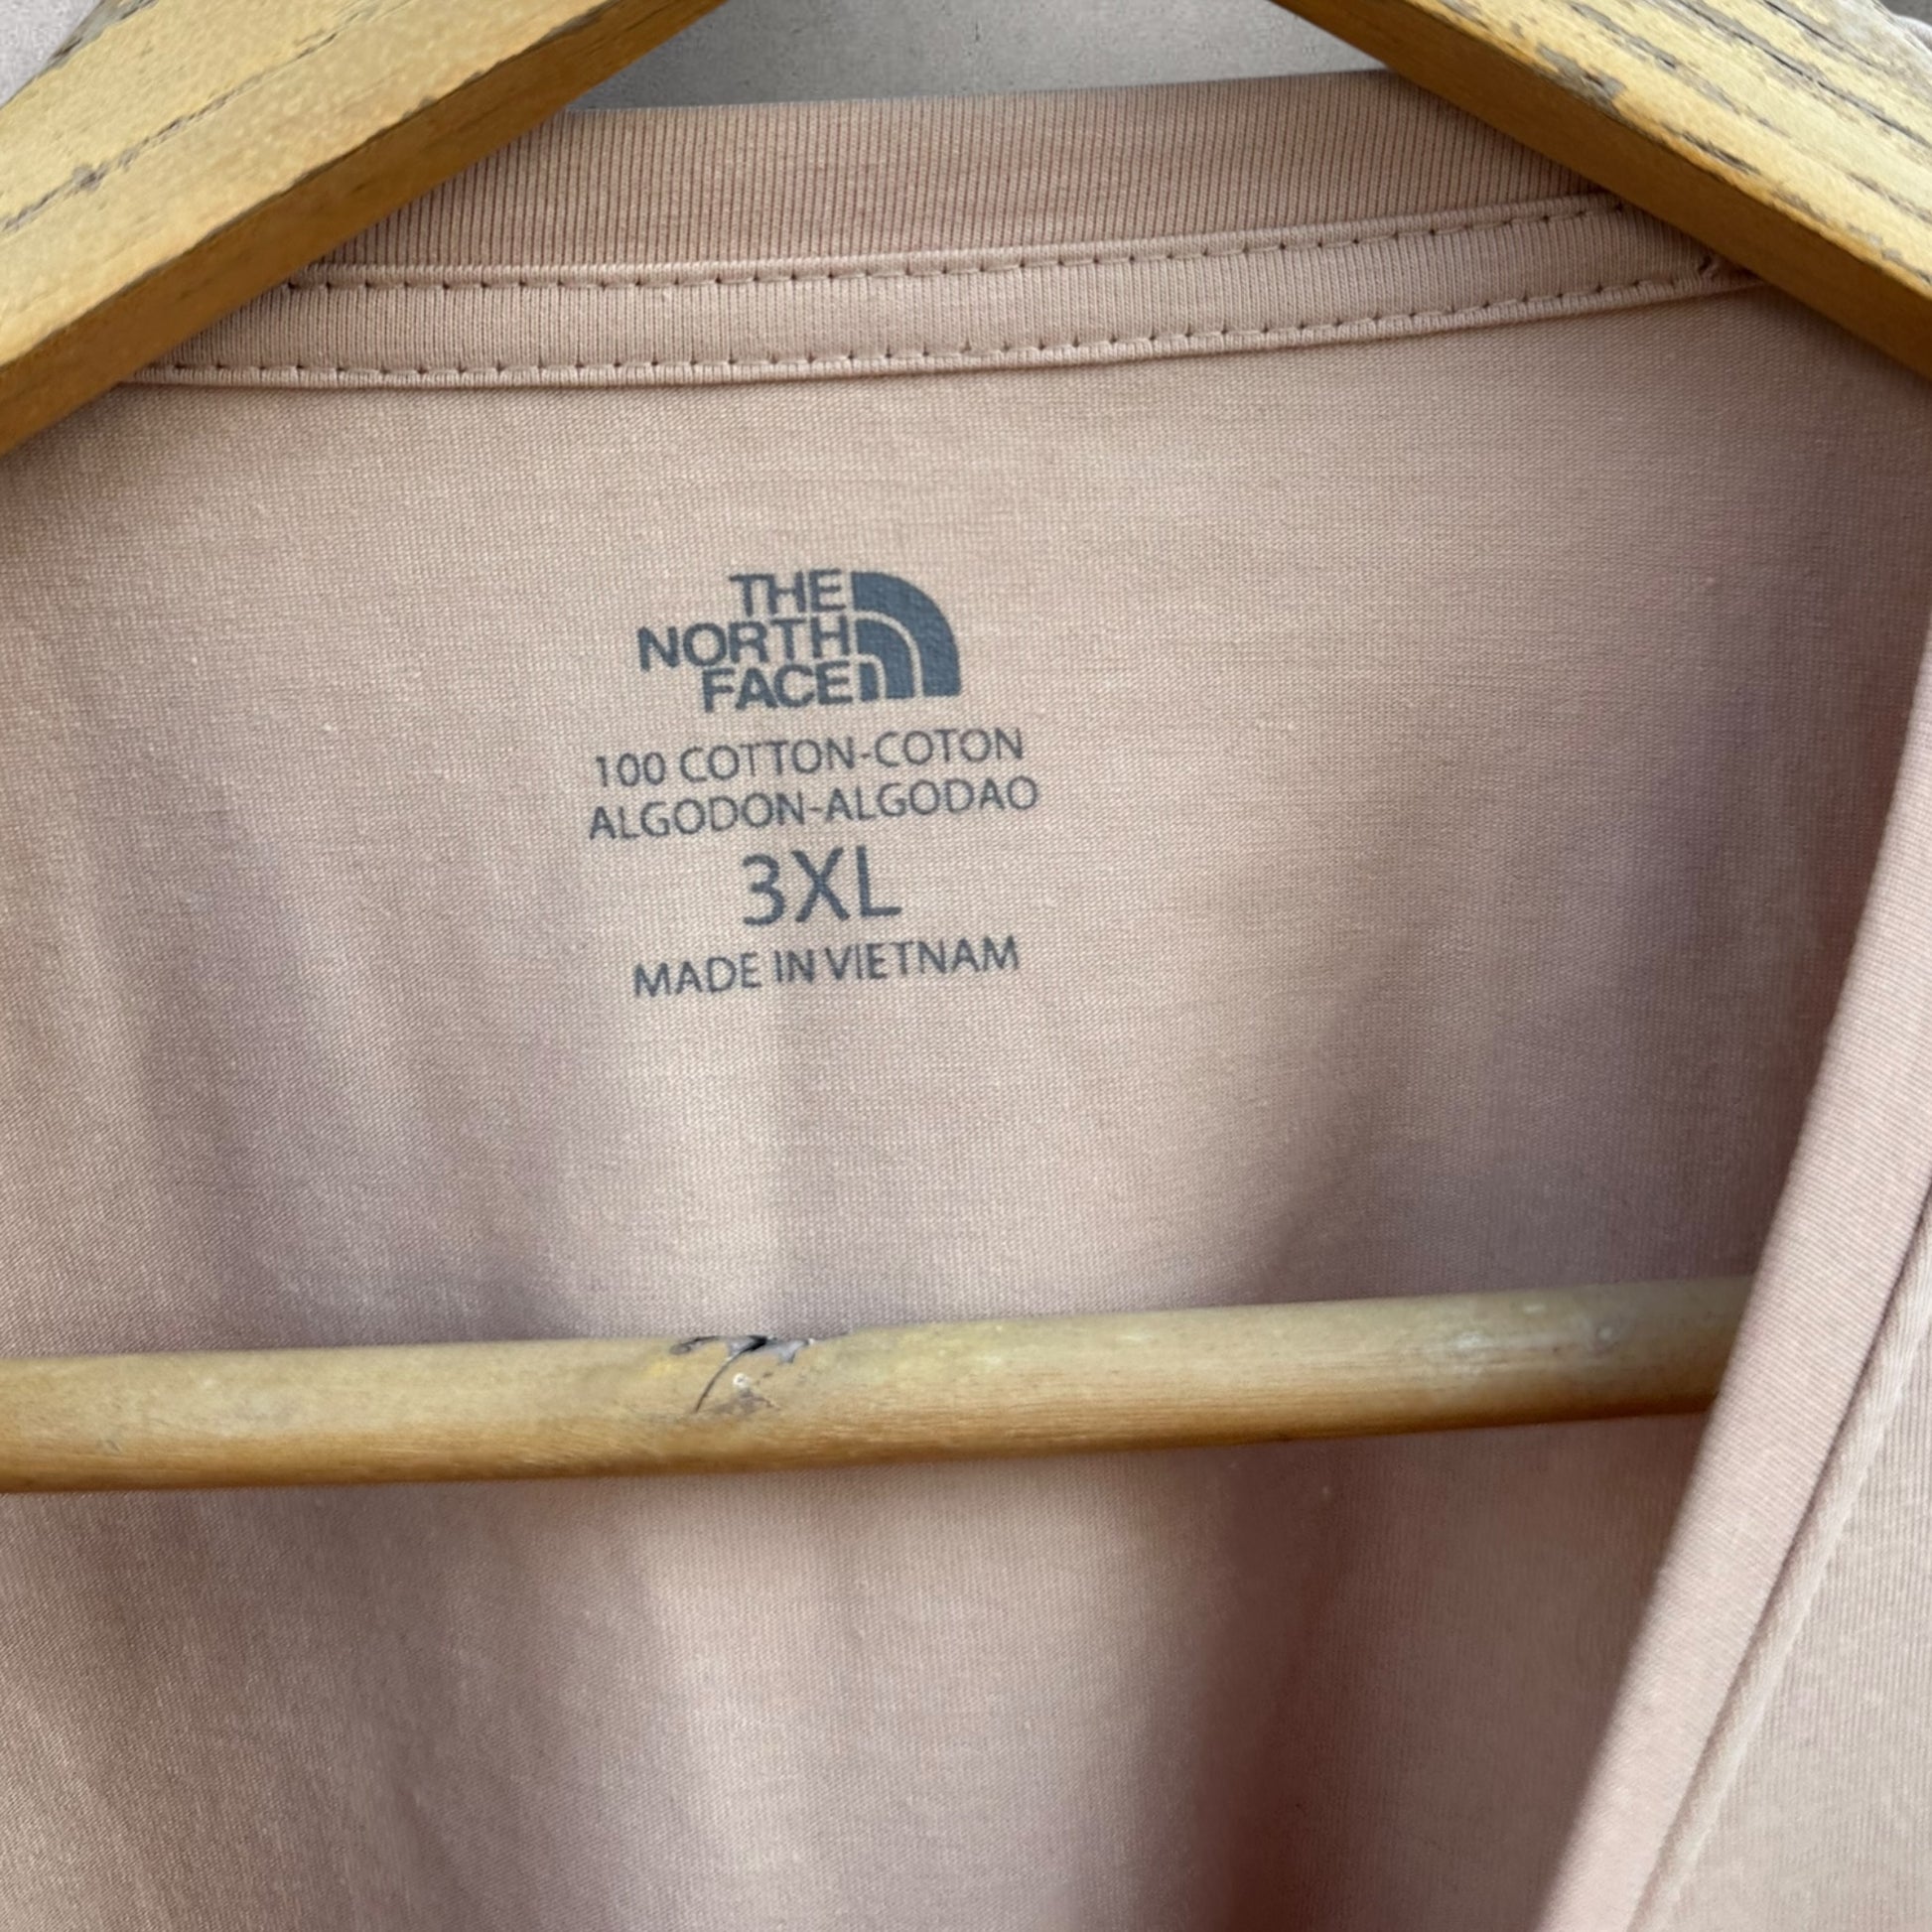 THE
NORTH
FACE
100 COTTON-COTON
ALGODON-ALGODAO
3XL
MADE IN VIETNAM